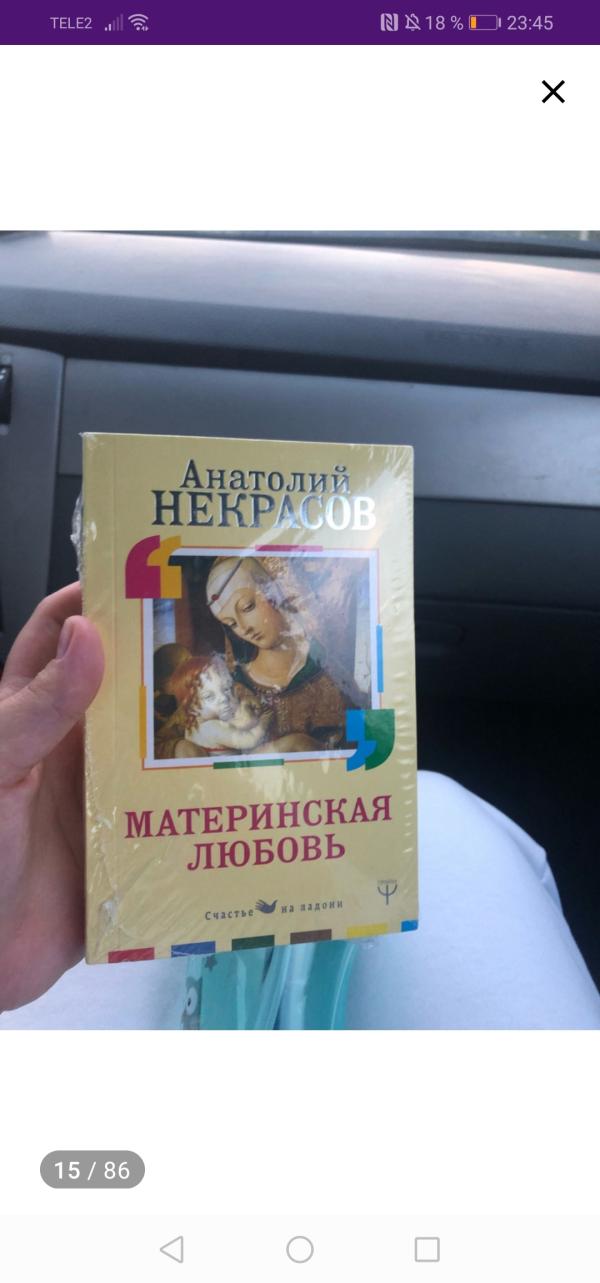 TELE2
18 %
23:45
Анатолий
НЕКРАСОВ
МАТЕРИНСКАЯ
ЛЮБОВЬ
Счастье на ладони
15 / 86